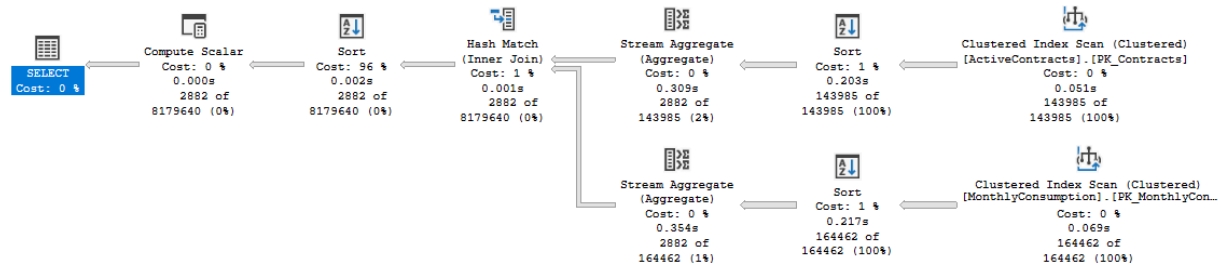 SELECT
Cost: 0 %
Compute Scalar
Cost: 0 %
0.000s
2882 of
8179640 (0%)
Sort
Cost: 96 %
0.002s
2882 of
8179640 (0%)
Hash Match
(Inner Join)
Cost: 1 %
0.001s
2882 of
8179640 (0%)
Stream Aggregate
(Aggregate)
Cost: 0 %
0.309s
2882 of
143985 (2%)
Sort
Cost: 1 %
0.203s
143985 of
143985 (100%)
Clustered Index Scan (Clustered)
[ActiveContracts].[PK_Contracts]
Cost: 0 %
0.051s
143985 of
143985 (100%)
Stream Aggregate
(Aggregate)
Cost: 0 %
0.354s
2882 of
164462 (1%)
Sort
Cost: 1 %
0.217s
164462 of
164462 (100%)
Clustered Index Scan (Clustered)
[MonthlyConsumption].[PK_MonthlyCon…
Cost: 0 %
0.069s
164462 of
164462 (100%)